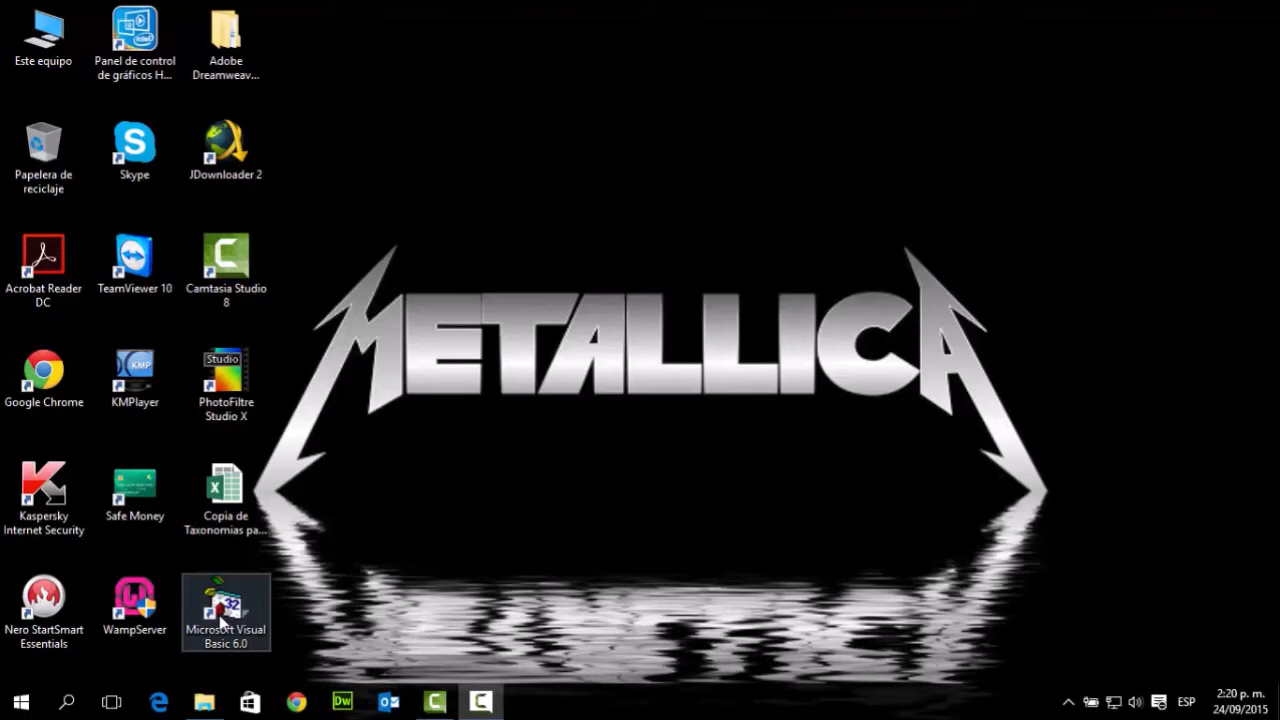 Este equipo
Panel de control
de gráficos H...
Adobe
Dreamweav...
Papelera de
reciclaje
S
Skype
JDownloader 2
Acrobat Reader
DC
TeamViewer 10
C
Camtasia Studio
8
Google Chrome
KMP
KMPlayer
Studio
PhotoFiltre
Studio X
METALLICA
Kaspersky
Internet Security
Safe Money
Copia de
Taxonomias pa...
Nero StartSmart
Essentials
WampServer
32
Microsoft Visual
Basic 6.0
Dw
ESP
2:20 p. m.
24/09/2015